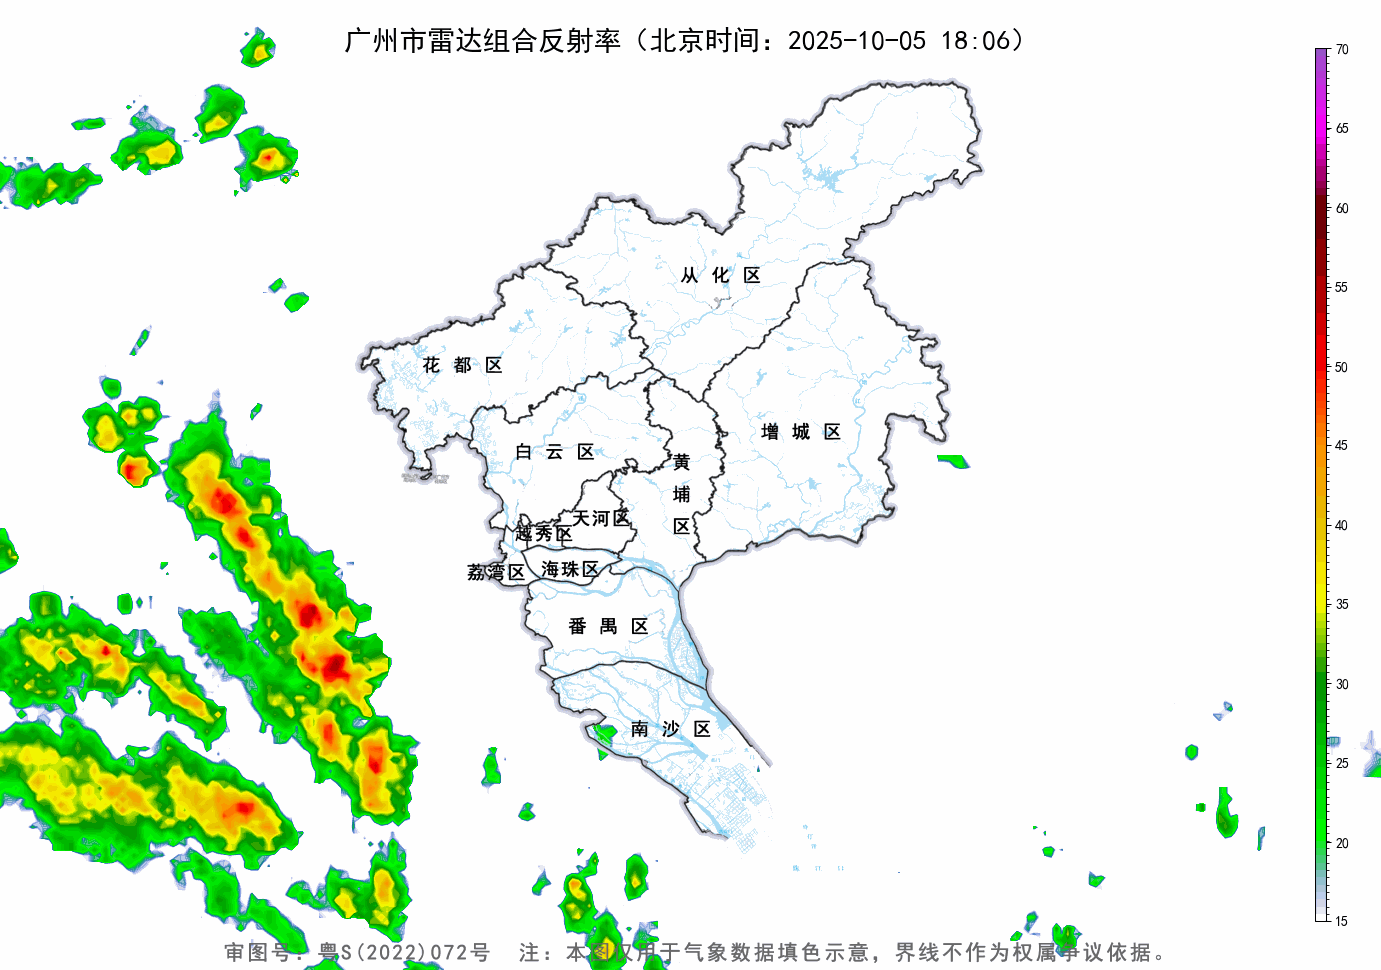 广州市雷达组合反射率（北京时间：2025-10-05 18:06）
70
65
60
55
50
45
40
35
30
25
20
15
从化区
花都区
增城区
白云区
黄埔区
天河区
越秀区
海珠区
荔湾区
番禺区
南沙区
审图号：粤S(2022)072号 注：本图仅用于气象数据填色示意，界线不作为权属争议依据。